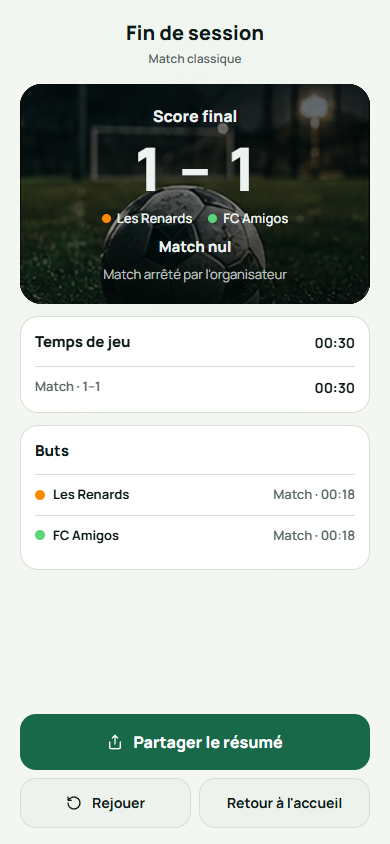 Fin de session
Match classique
Score final
1 – 1
Les Renards FC Amigos
Match nul
Match arrêté par l'organisateur
Temps de jeu 00:30
Match · 1–1 00:30
Buts
Les Renards Match · 00:18
FC Amigos Match · 00:18
Partager le résumé
Rejouer Retour à l'accueil